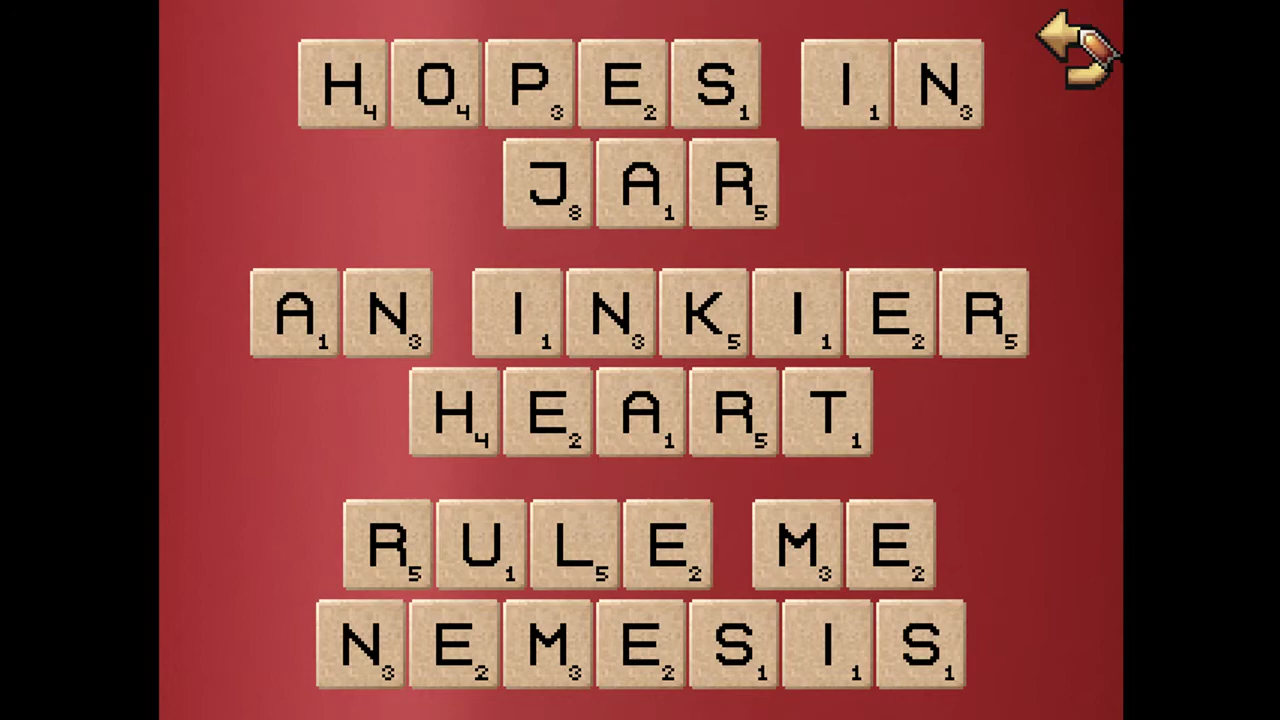 HOPES IN
JAR
AN INKIER
HEART
RULE ME
NEMESIS